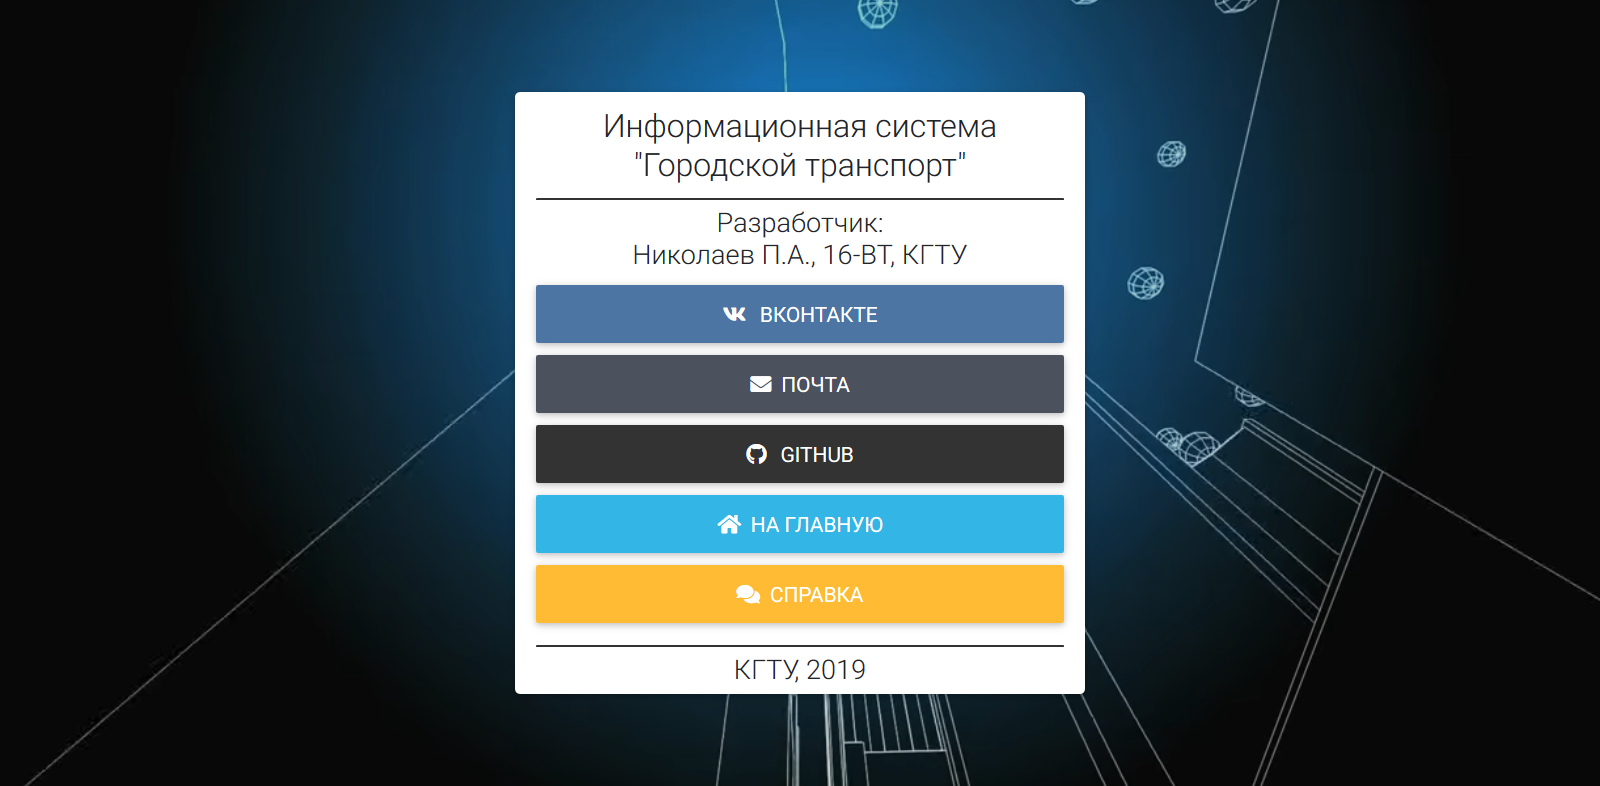 Информационная система
"Городской транспорт"
Разработчик:
Николаев П.А., 16-ВТ, КГТУ
ВКОНТАКТЕ
ПОЧТА
GITHUB
НА ГЛАВНУЮ
СПРАВКА
КГТУ, 2019